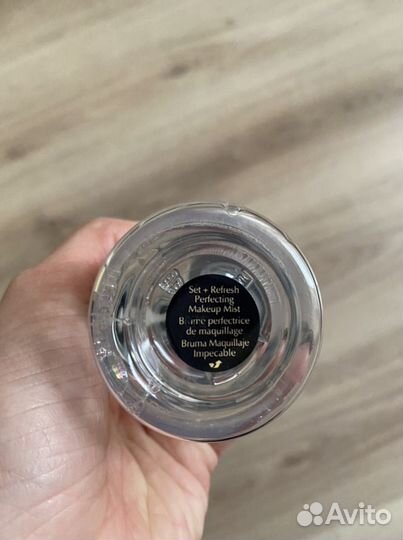 Set + Refresh
Perfecting
Makeup Mist
Brume perfectrice
de maquillage
Bruma Maquillaje
Impecable
Avito